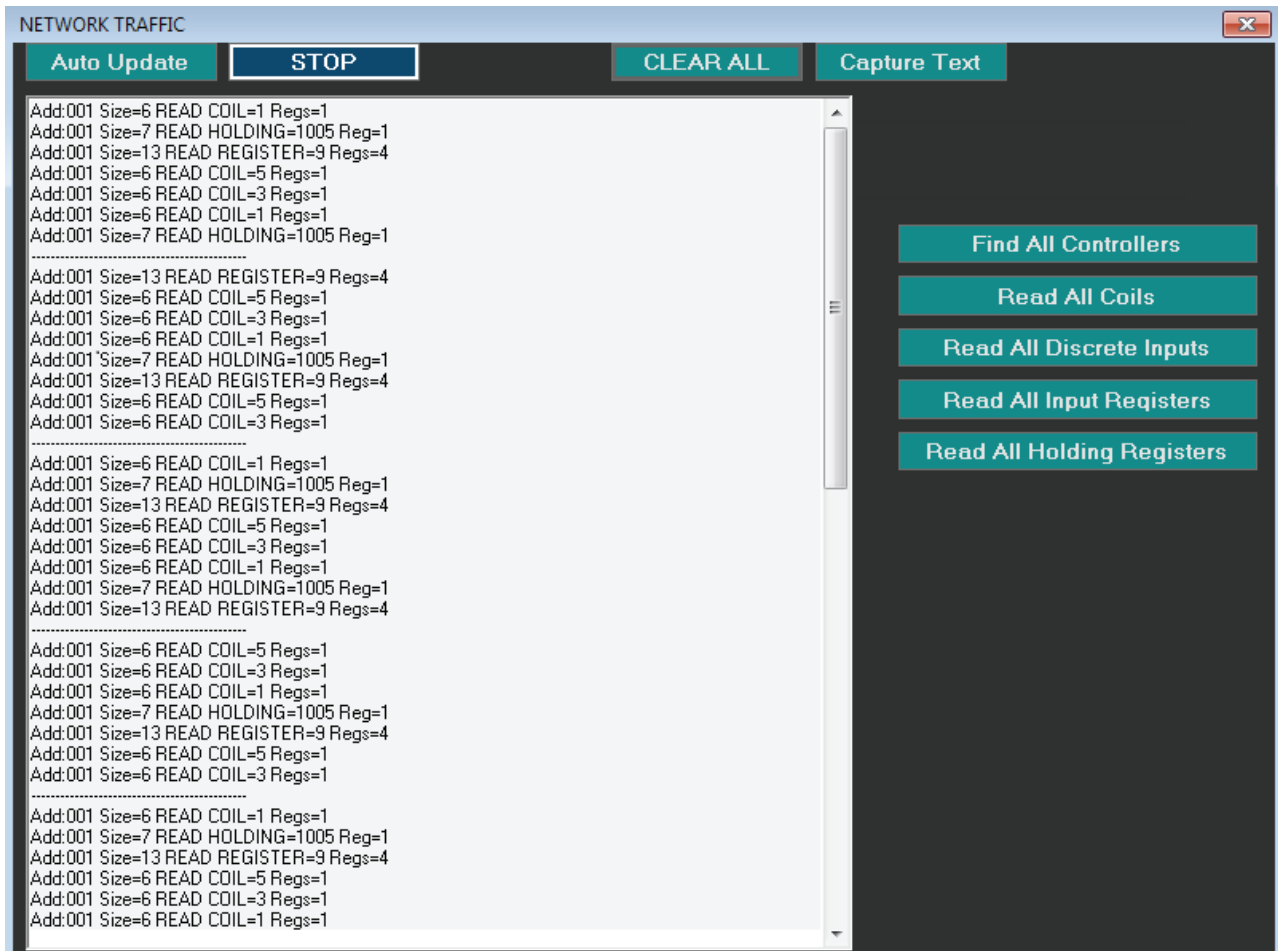 NETWORK TRAFFIC
Auto Update STOP CLEAR ALL Capture Text
Add:001 Size=6 READ COIL=1 Regs=1
Add:001 Size=7 READ HOLDING=1005 Reg=1
Add:001 Size=13 READ REGISTER=9 Regs=4
Add:001 Size=6 READ COIL=5 Regs=1
Add:001 Size=6 READ COIL=3 Regs=1
Add:001 Size=6 READ COIL=1 Regs=1
Add:001 Size=7 READ HOLDING=1005 Reg=1
-------------------------------------------
Add:001 Size=13 READ REGISTER=9 Regs=4
Add:001 Size=6 READ COIL=5 Regs=1
Add:001 Size=6 READ COIL=3 Regs=1
Add:001 Size=6 READ COIL=1 Regs=1
Add:001 Size=7 READ HOLDING=1005 Reg=1
Add:001 Size=13 READ REGISTER=9 Regs=4
Add:001 Size=6 READ COIL=5 Regs=1
Add:001 Size=6 READ COIL=3 Regs=1
-------------------------------------------
Add:001 Size=6 READ COIL=1 Regs=1
Add:001 Size=7 READ HOLDING=1005 Reg=1
Add:001 Size=13 READ REGISTER=9 Regs=4
Add:001 Size=6 READ COIL=5 Regs=1
Add:001 Size=6 READ COIL=3 Regs=1
Add:001 Size=6 READ COIL=1 Regs=1
Add:001 Size=7 READ HOLDING=1005 Reg=1
Add:001 Size=13 READ REGISTER=9 Regs=4
-------------------------------------------
Add:001 Size=6 READ COIL=5 Regs=1
Add:001 Size=6 READ COIL=3 Regs=1
Add:001 Size=6 READ COIL=1 Regs=1
Add:001 Size=7 READ HOLDING=1005 Reg=1
Add:001 Size=13 READ REGISTER=9 Regs=4
Add:001 Size=6 READ COIL=5 Regs=1
Add:001 Size=6 READ COIL=3 Regs=1
-------------------------------------------
Add:001 Size=6 READ COIL=1 Regs=1
Add:001 Size=7 READ HOLDING=1005 Reg=1
Add:001 Size=13 READ REGISTER=9 Regs=4
Add:001 Size=6 READ COIL=5 Regs=1
Add:001 Size=6 READ COIL=3 Regs=1
Add:001 Size=6 READ COIL=1 Regs=1
Find All Controllers
Read All Coils
Read All Discrete Inputs
Read All Input Registers
Read All Holding Registers